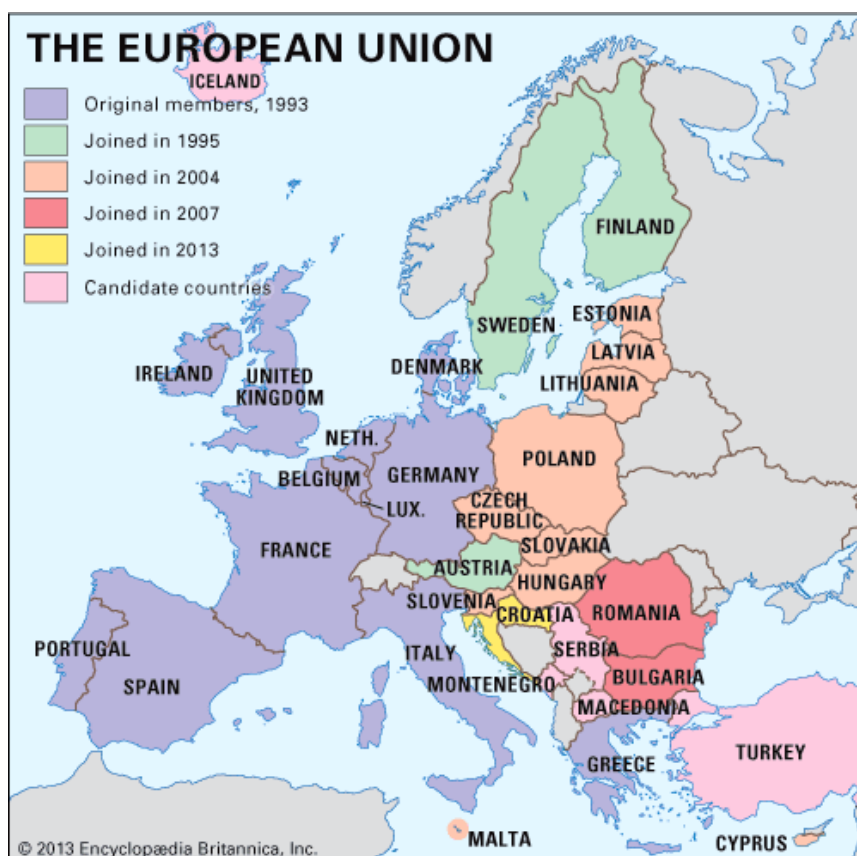 THE EUROPEAN UNION
ICELAND
Original members, 1993
Joined in 1995
Joined in 2004
Joined in 2007
Joined in 2013
Candidate countries
FINLAND
SWEDEN
ESTONIA
LATVIA
LITHUANIA
DENMARK
IRELAND
UNITED
KINGDOM
NETH.
BELGIUM
GERMANY
POLAND
LUX.
CZECH
REPUBLIC
SLOVAKIA
FRANCE
AUSTRIA
HUNGARY
SLOVENIA
CROATIA
ROMANIA
PORTUGAL
SPAIN
ITALY
SERBIA
MONTENEGRO
BULGARIA
MACEDONIA
GREECE
TURKEY
MALTA
CYPRUS
© 2013 Encyclopædia Britannica, Inc.